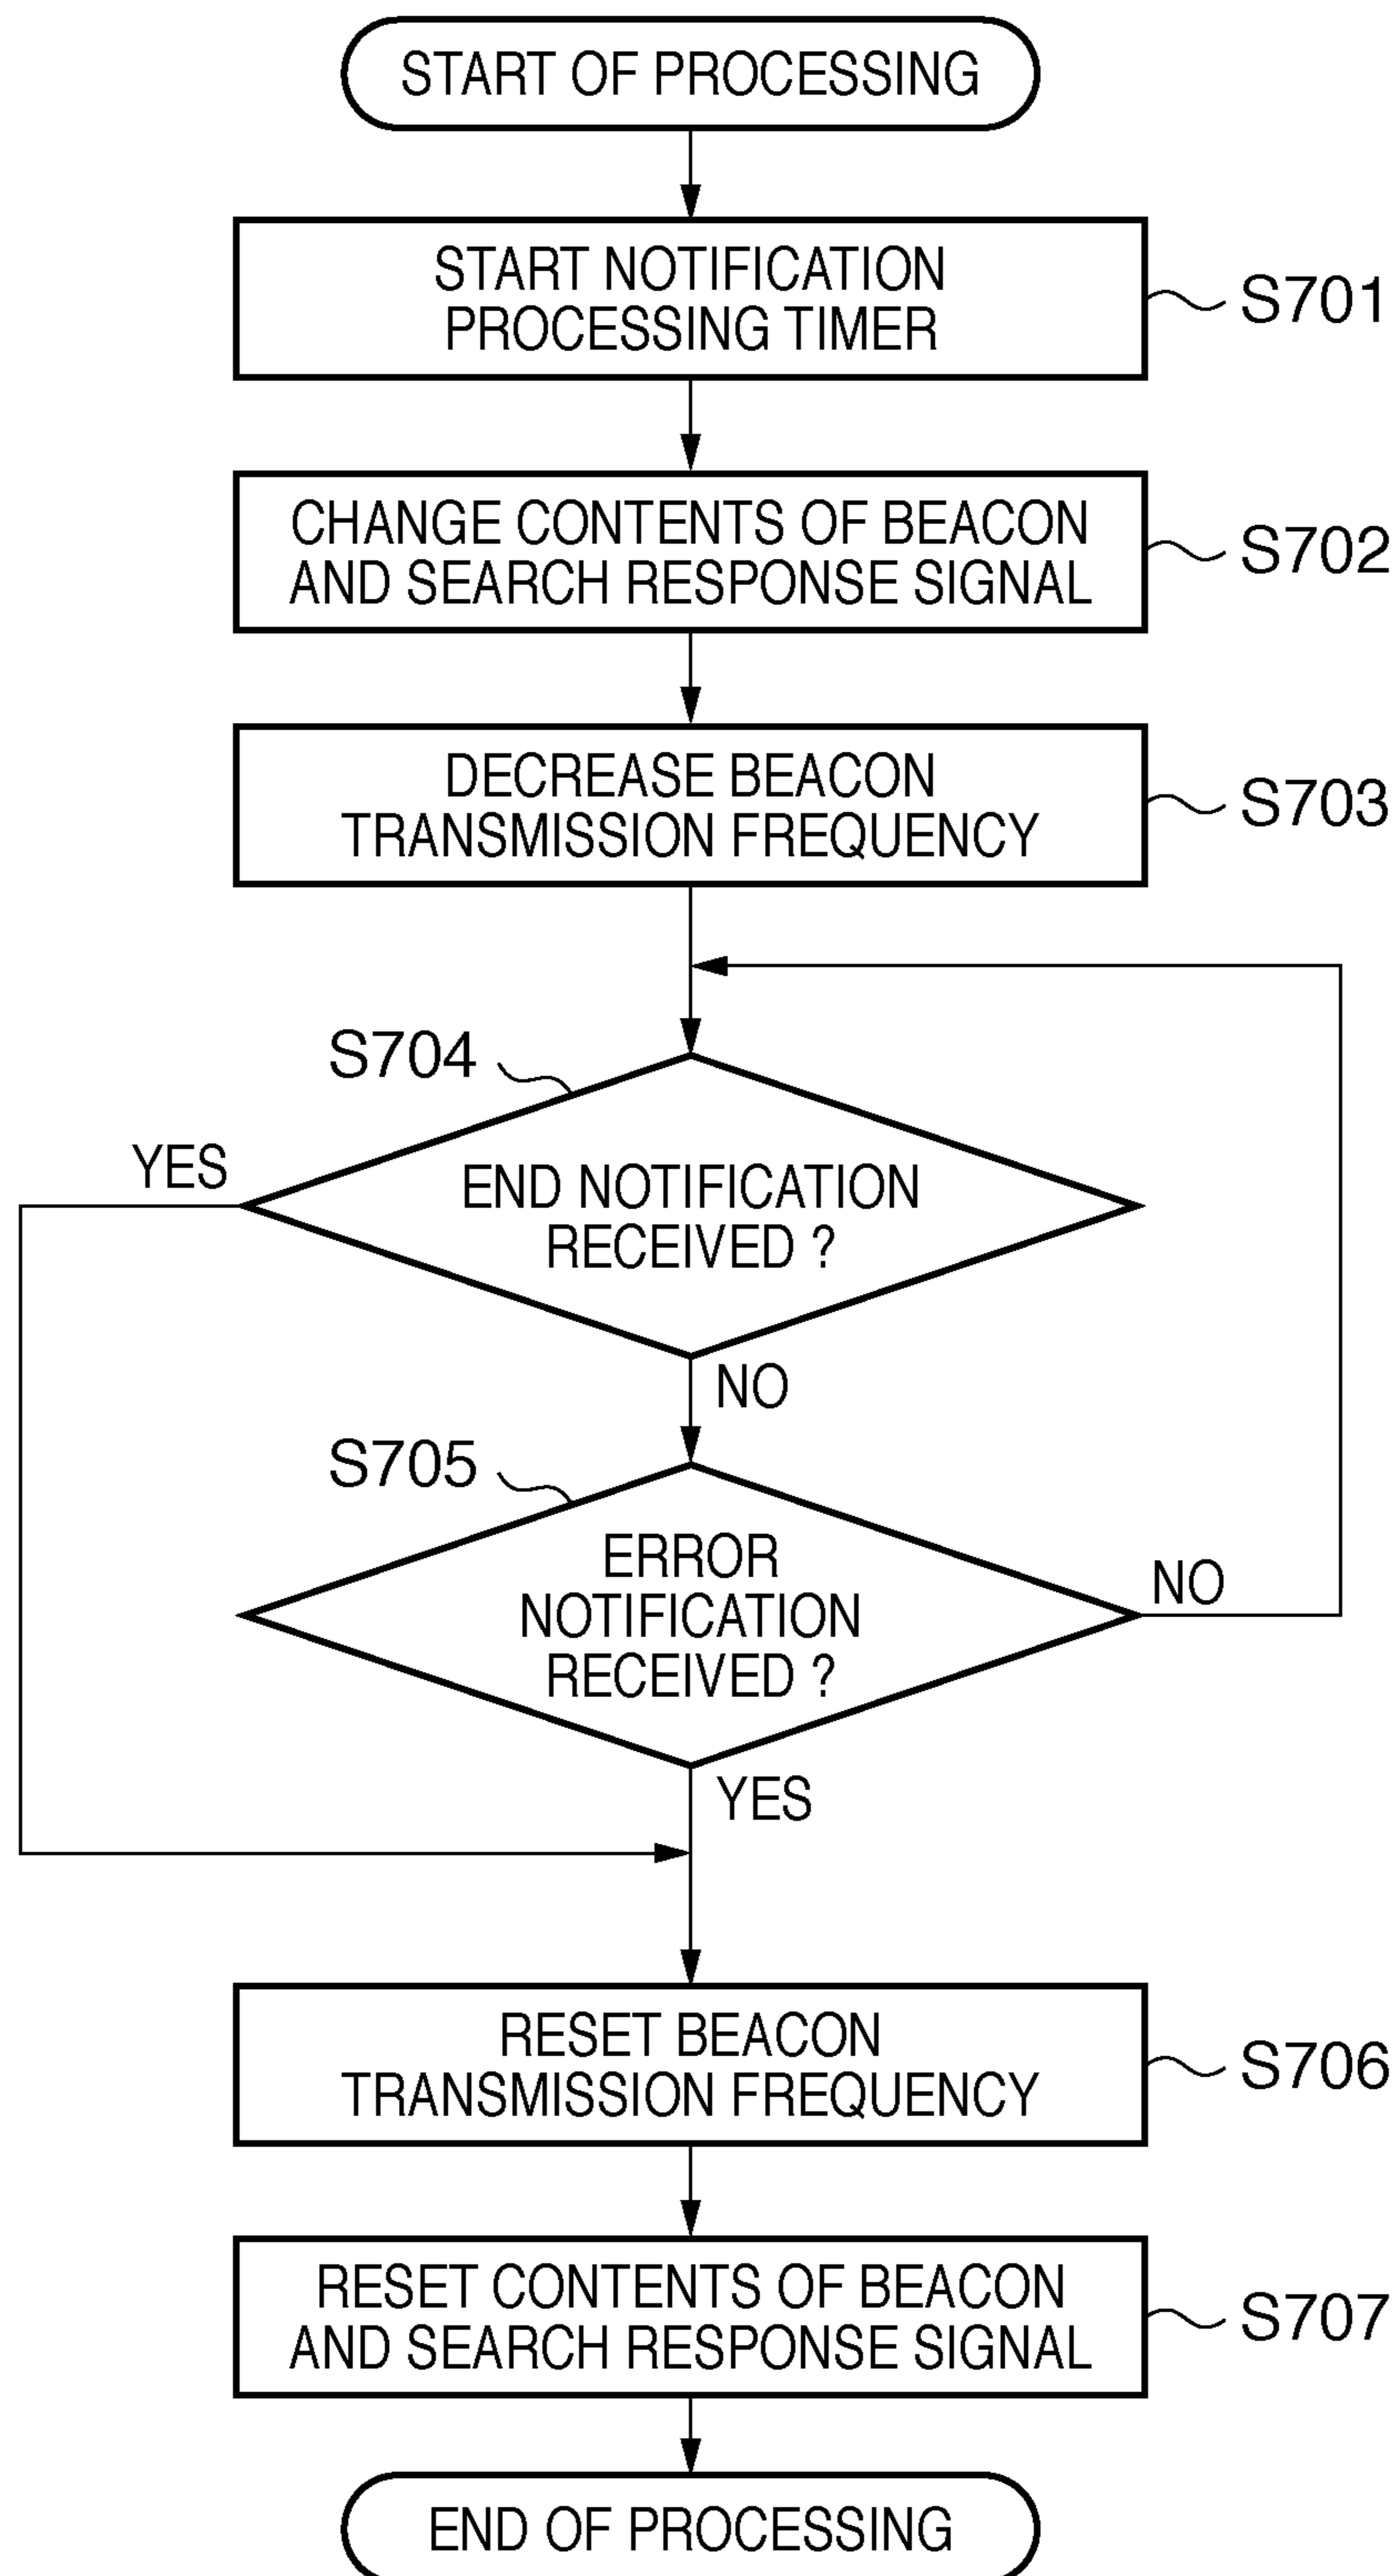 START OF PROCESSING
START NOTIFICATION
PROCESSING TIMER
S701
CHANGE CONTENTS OF BEACON
AND SEARCH RESPONSE SIGNAL
S702
DECREASE BEACON
TRANSMISSION FREQUENCY
S703
S704
YES
END NOTIFICATION
RECEIVED ?
NO
S705
ERROR
NOTIFICATION
RECEIVED ?
NO
YES
RESET BEACON
TRANSMISSION FREQUENCY
S706
RESET CONTENTS OF BEACON
AND SEARCH RESPONSE SIGNAL
S707
END OF PROCESSING